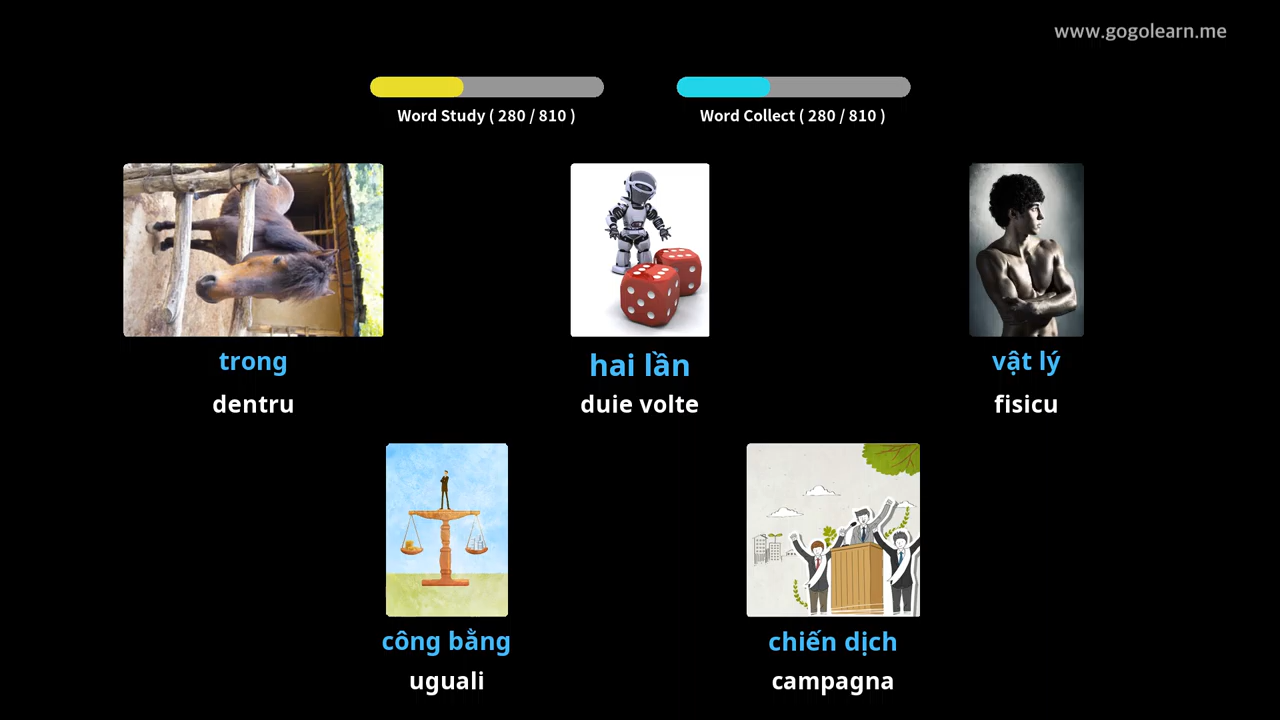 www.gogolearn.me
Word Study ( 280 / 810 )
Word Collect ( 280 / 810 )
trong
dentru
hai lần
duie volte
vật lý
fisicu
công bằng
uguali
chiến dịch
campagna